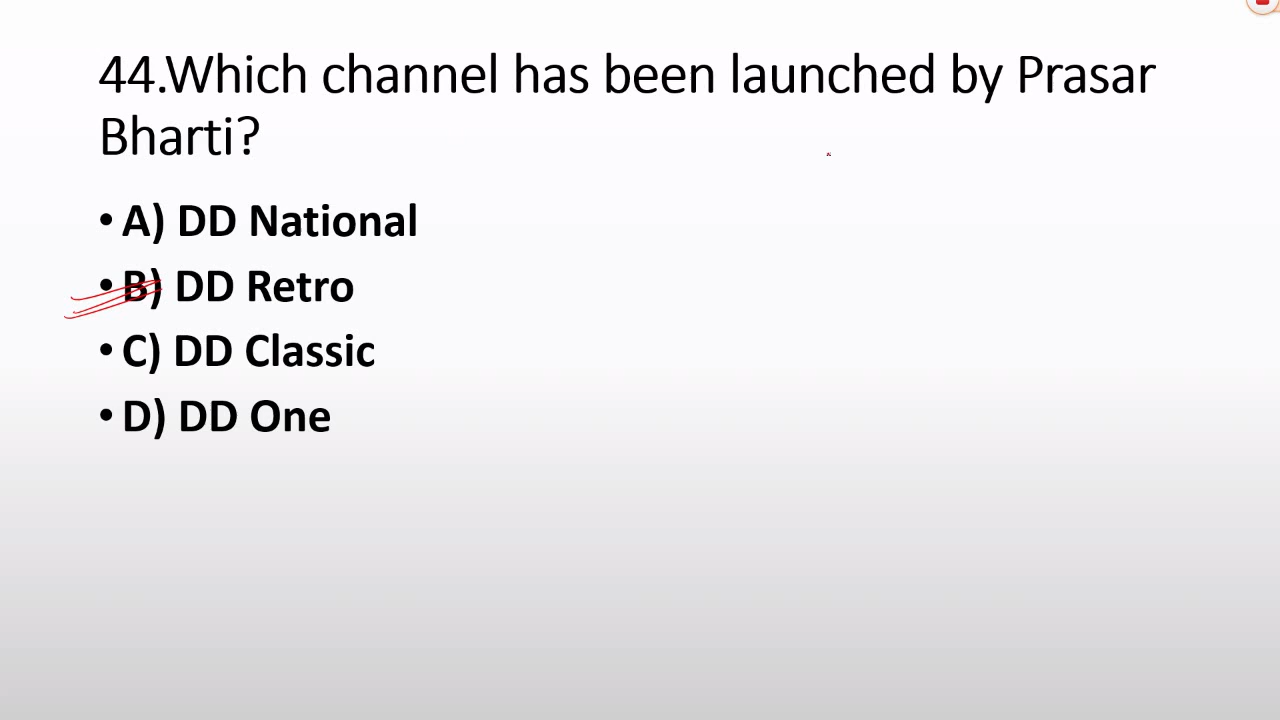 44.Which channel has been launched by Prasar
Bharti?
• A) DD National
• B) DD Retro
• C) DD Classic
• D) DD One